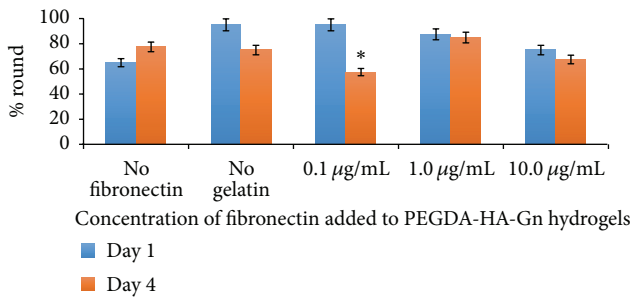 % round
100
80
60
40
20
0
*
No fibronectin
No gelatin
0.1 μg/mL
1.0 μg/mL
10.0 μg/mL
Concentration of fibronectin added to PEGDA-HA-Gn hydrogels
Day 1
Day 4